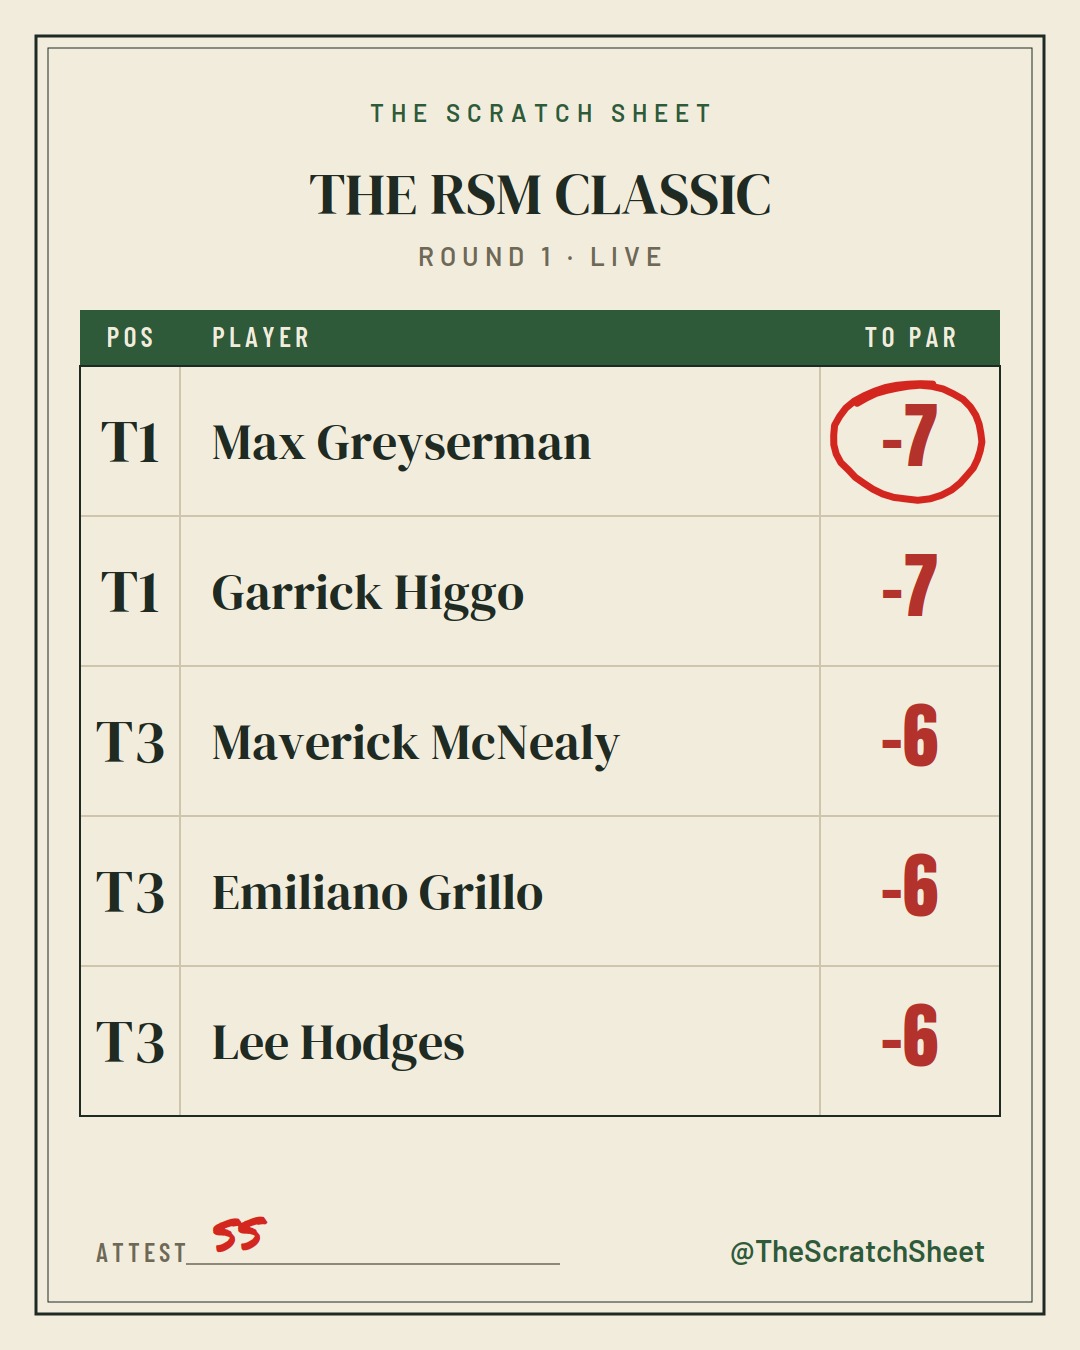 THE SCRATCH SHEET
THE RSM CLASSIC
ROUND 1 · LIVE
POS PLAYER TO PAR
T1 Max Greyserman -7
T1 Garrick Higgo -7
T3 Maverick McNealy -6
T3 Emiliano Grillo -6
T3 Lee Hodges -6
ATTEST SS @TheScratchSheet